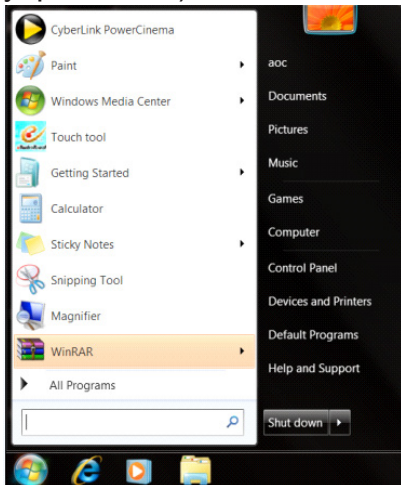 CyberLink PowerCinema
Paint
Windows Media Center
Touch tool
Getting Started
Calculator
Sticky Notes
Snipping Tool
Magnifier
WinRAR
All Programs
aoc
Documents
Pictures
Music
Games
Computer
Control Panel
Devices and Printers
Default Programs
Help and Support
Shut down